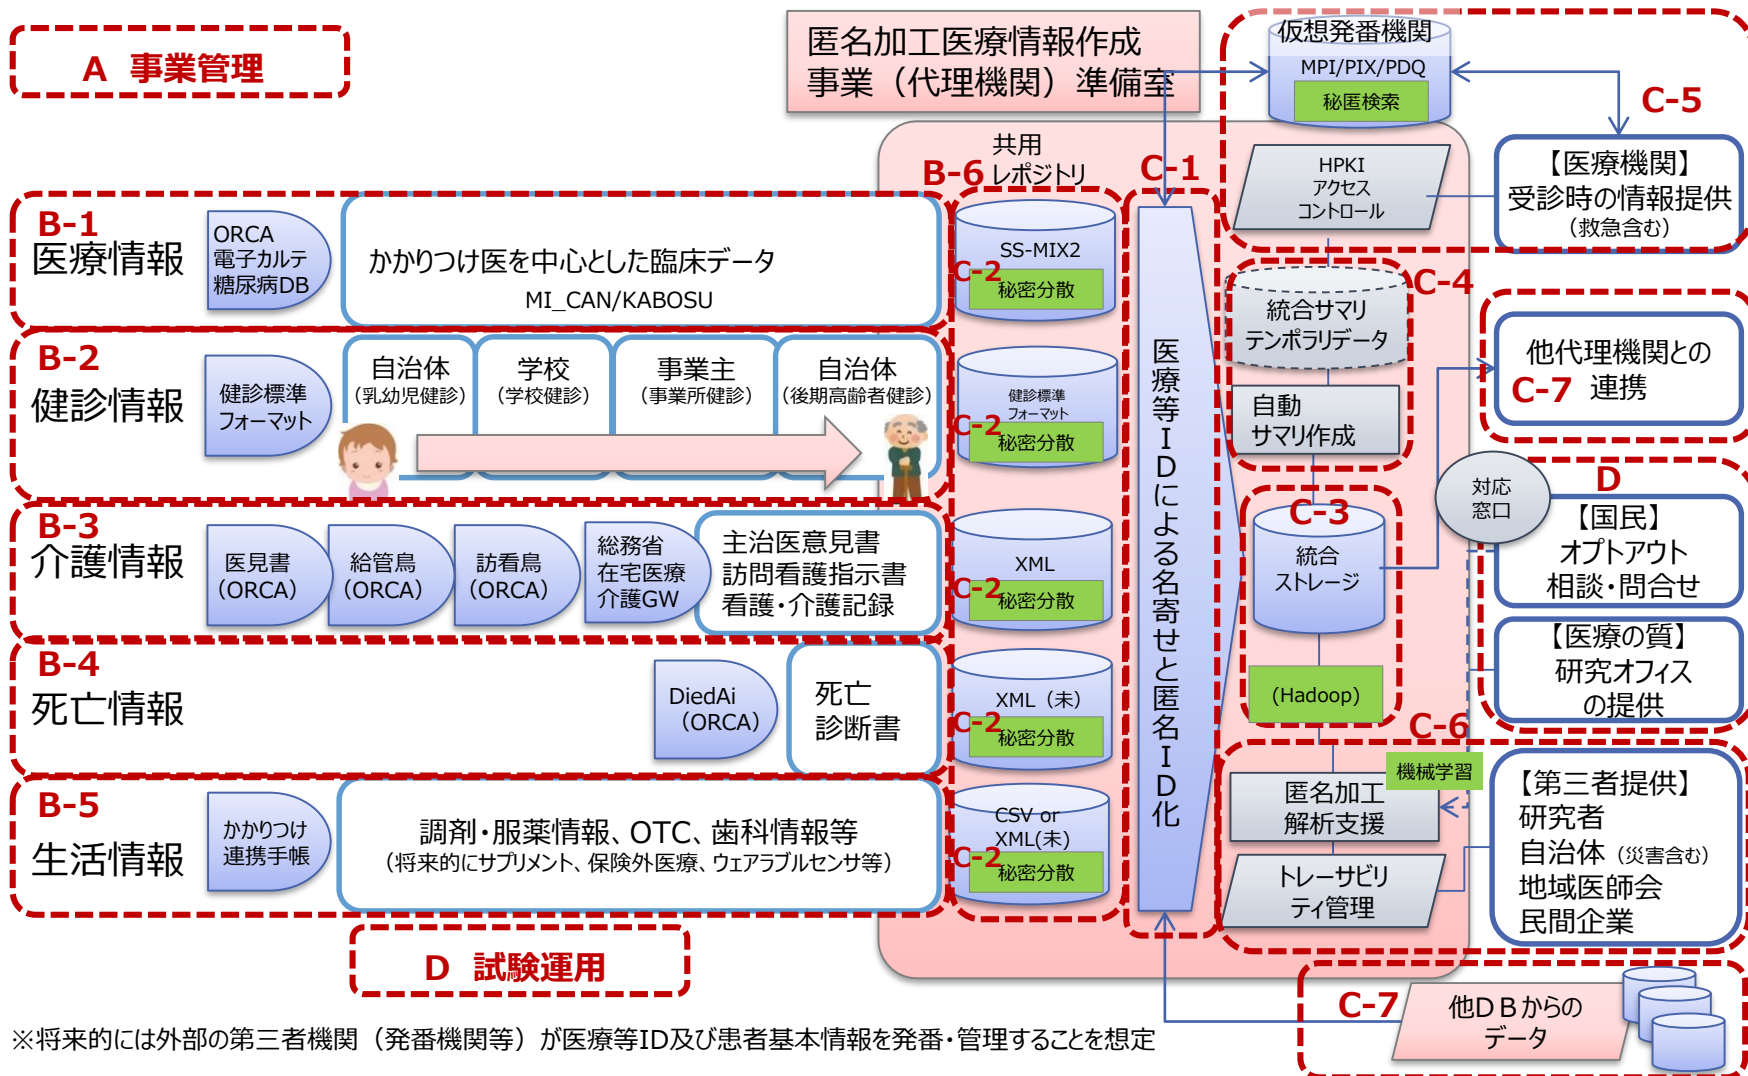 A 事業管理
匿名加工医療情報作成
事業（代理機関）準備室
仮想発番機関
MPI/PIX/PDQ
秘匿検索
C-5
【医療機関】
受診時の情報提供
（救急含む）
HPKI
アクセス
コントロール
共用
レポジトリ
B-6
C-1
B-1
医療情報
ORCA
電子カルテ
糖尿病DB
かかりつけ医を中心とした臨床データ
MI_CAN/KABOSU
SS-MIX2
C-2
秘密分散
C-4
統合サマリ
テンポラリデータ
自動
サマリ作成
他代理機関との
C-7 連携
B-2
健診情報
健診標準
フォーマット
自治体
（乳幼児健診）
学校
（学校健診）
事業主
（事業所健診）
自治体
（後期高齢者健診）
健診標準
フォーマット
C-2
秘密分散
医療等IDによる名寄せと匿名ID化
B-3
介護情報
医見書
（ORCA）
給管鳥
（ORCA）
訪看鳥
（ORCA）
総務省
在宅医療
介護GW
主治医意見書
訪問看護指示書
看護・介護記録
XML
C-2
秘密分散
C-3
統合
ストレージ
(Hadoop)
対応
窓口
D
【国民】
オプトアウト
相談・問合せ
【医療の質】
研究オフィス
の提供
B-4
死亡情報
DiedAi
（ORCA）
死亡
診断書
XML（未）
C-2
秘密分散
C-6
機械学習
匿名加工
解析支援
トレーサビリ
ティ管理
【第三者提供】
研究者
自治体（災害含む）
地域医師会
民間企業
B-5
生活情報
かかりつけ
連携手帳
調剤・服薬情報、OTC、歯科情報等
（将来的にサプリメント、保険外医療、ウェアラブルセンサ等）
CSV or
XML(未)
C-2
秘密分散
D 試験運用
C-7
他DBからの
データ
※将来的には外部の第三者機関（発番機関等）が医療等ID及び患者基本情報を発番・管理することを想定